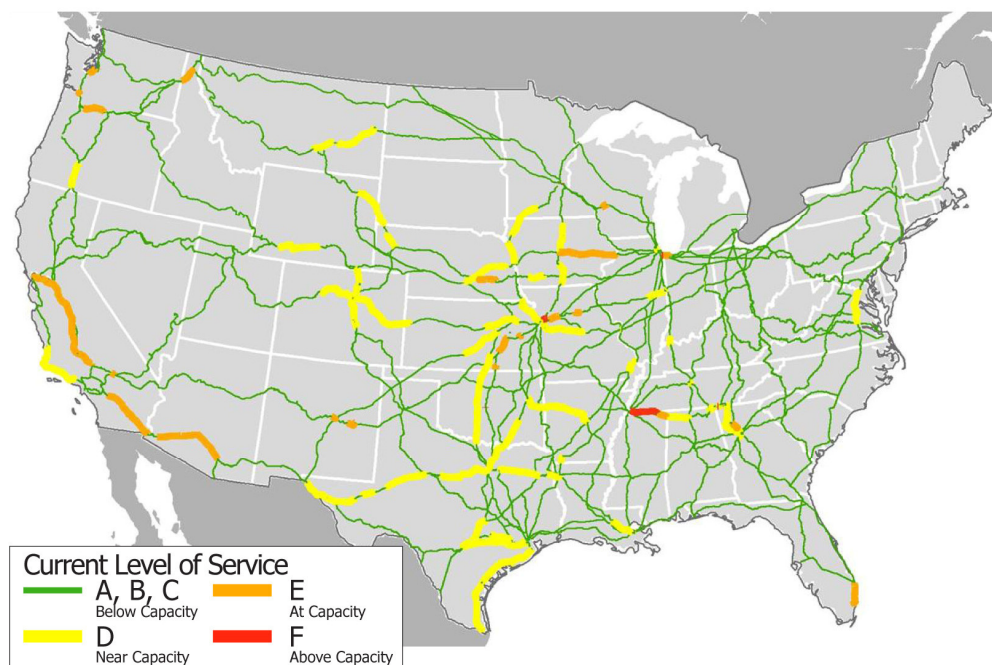 Current Level of Service
A, B, C
Below Capacity
E
At Capacity
D
Near Capacity
F
Above Capacity